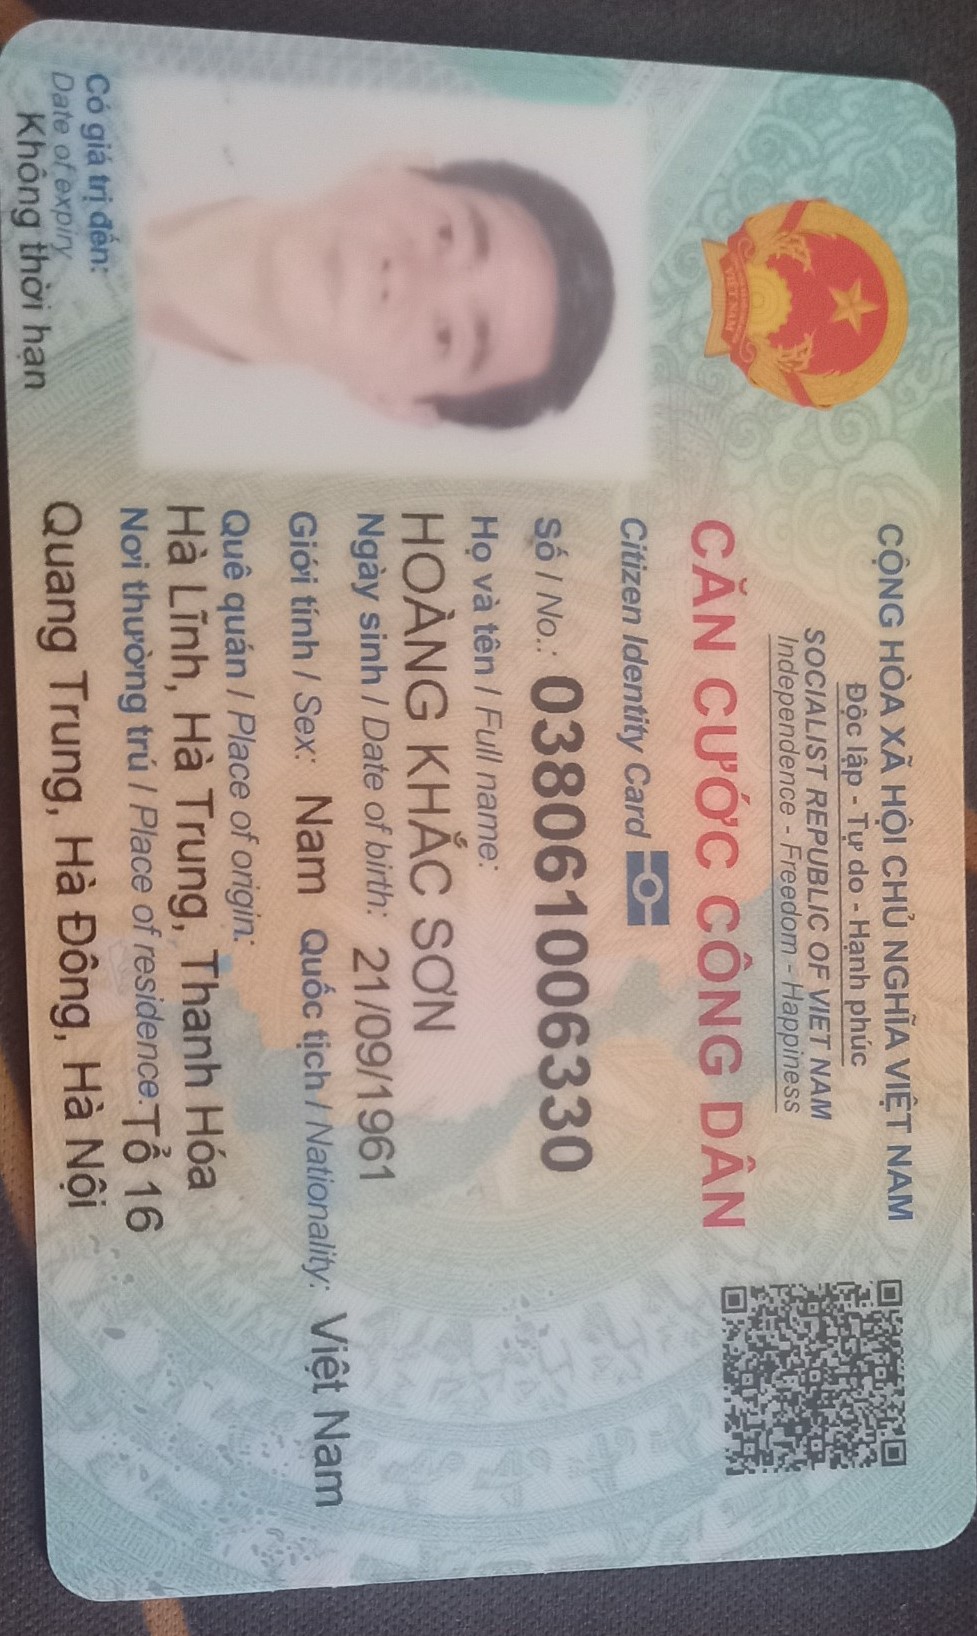 CỘNG HÒA XÃ HỘI CHỦ NGHĨA VIỆT NAM
Độc lập - Tự do - Hạnh phúc
SOCIALIST REPUBLIC OF VIET NAM
Independence - Freedom - Happiness
VIỆT NAM
CĂN CƯỚC CÔNG DÂN
Citizen Identity Card
Số / No.: 038061006330
Họ và tên / Full name:
HOÀNG KHẮC SƠN
Ngày sinh / Date of birth: 21/09/1961
Giới tính / Sex: Nam Quốc tịch / Nationality: Việt Nam
Quê quán / Place of origin:
Hà Lĩnh, Hà Trung, Thanh Hóa
Nơi thường trú / Place of residence: Tổ 16
Quang Trung, Hà Đông, Hà Nội
Có giá trị đến:
Date of expiry
Không thời hạn